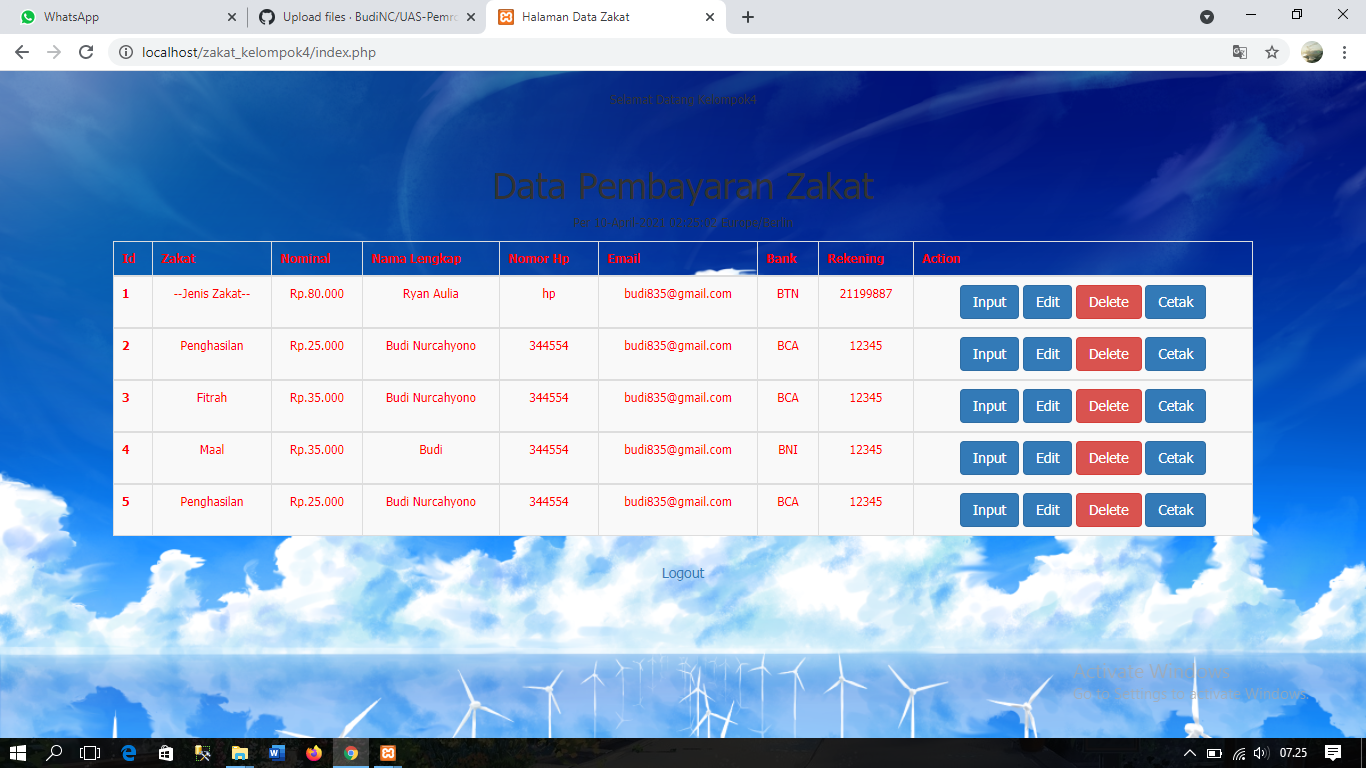 WhatsApp
Upload files · BudiNC/UAS-Pemro
Halaman Data Zakat
localhost/zakat_kelompok4/index.php
Selamat Datang Kelompok4
Data Pembayaran Zakat
2021 02:25:02 Europe/Berlin
Id Zakat Nominal Nama Lengkap Nomor Hp Email Bank Rekening Action
1 --Jenis Zakat-- Rp.80.000 Ryan Aulia hp budi835@gmail.com BTN 21199887 Input Edit Delete Cetak
2 Penghasilan Rp.25.000 Budi Nurcahyono 344554 budi835@gmail.com BCA 12345 Input Edit Delete Cetak
3 Fitrah Rp.35.000 Budi Nurcahyono 344554 budi835@gmail.com BCA 12345 Input Edit Delete Cetak
4 Maal Rp.35.000 Budi 344554 budi835@gmail.com BNI 12345 Input Edit Delete Cetak
5 Penghasilan Rp.25.000 Budi Nurcahyono 344554 budi835@gmail.com BCA 12345 Input Edit Delete Cetak
Logout
Activate Windows
Go to Settings to activate Windows.
07.25